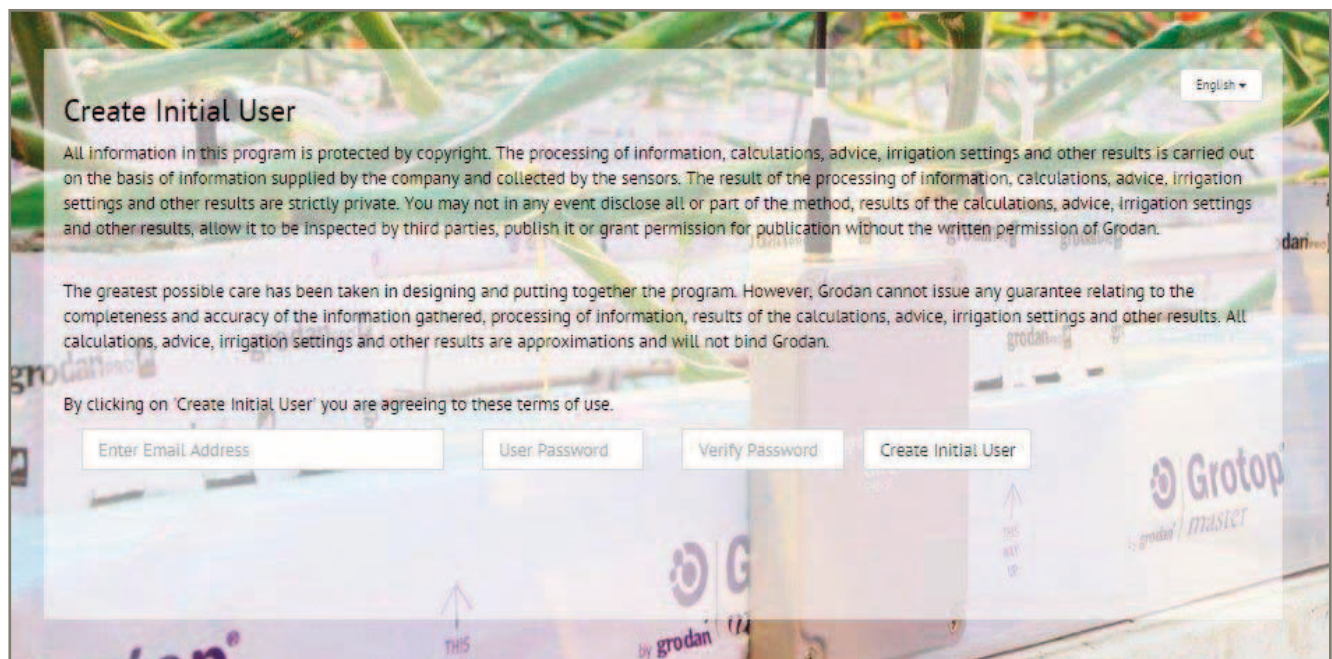 English
Create Initial User
All information in this program is protected by copyright. The processing of information, calculations, advice, irrigation settings and other results is carried out
on the basis of information supplied by the company and collected by the sensors. The result of the processing of information, calculations, advice, irrigation
settings and other results are strictly private. You may not in any event disclose all or part of the method, results of the calculations, advice, irrigation settings
and other results, allow it to be inspected by third parties, publish it or grant permission for publication without the written permission of Grodan.
The greatest possible care has been taken in designing and putting together the program. However, Grodan cannot issue any guarantee relating to the
completeness and accuracy of the information gathered, processing of information, results of the calculations, advice, irrigation settings and other results. All
calculations, advice, irrigation settings and other results are approximations and will not bind Grodan.
By clicking on 'Create Initial User' you are agreeing to these terms of use.
Enter Email Address
User Password
Verify Password
Create Initial User
grodan PRO
Grotop
master
by grodan
THIS
WAY
UP
THIS
by grodan